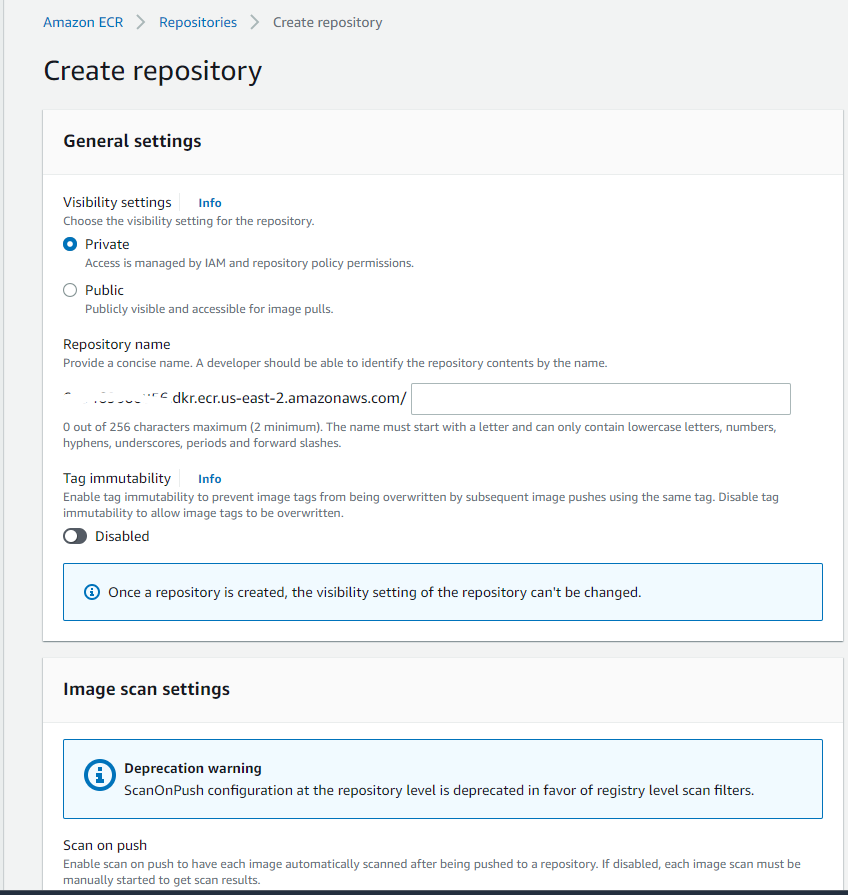 Amazon ECR > Repositories > Create repository
Create repository
General settings
Visibility settings Info
Choose the visibility setting for the repository.
Private
Access is managed by IAM and repository policy permissions.
Public
Publicly visible and accessible for image pulls.
Repository name
Provide a concise name. A developer should be able to identify the repository contents by the name.
dkr.ecr.us-east-2.amazonaws.com/
0 out of 256 characters maximum (2 minimum). The name must start with a letter and can only contain lowercase letters, numbers,
hyphens, underscores, periods and forward slashes.
Tag immutability Info
Enable tag immutability to prevent image tags from being overwritten by subsequent image pushes using the same tag. Disable tag
immutability to allow image tags to be overwritten.
Disabled
Once a repository is created, the visibility setting of the repository can't be changed.
Image scan settings
Deprecation warning
ScanOnPush configuration at the repository level is deprecated in favor of registry level scan filters.
Scan on push
Enable scan on push to have each image automatically scanned after being pushed to a repository. If disabled, each image scan must be
manually started to get scan results.